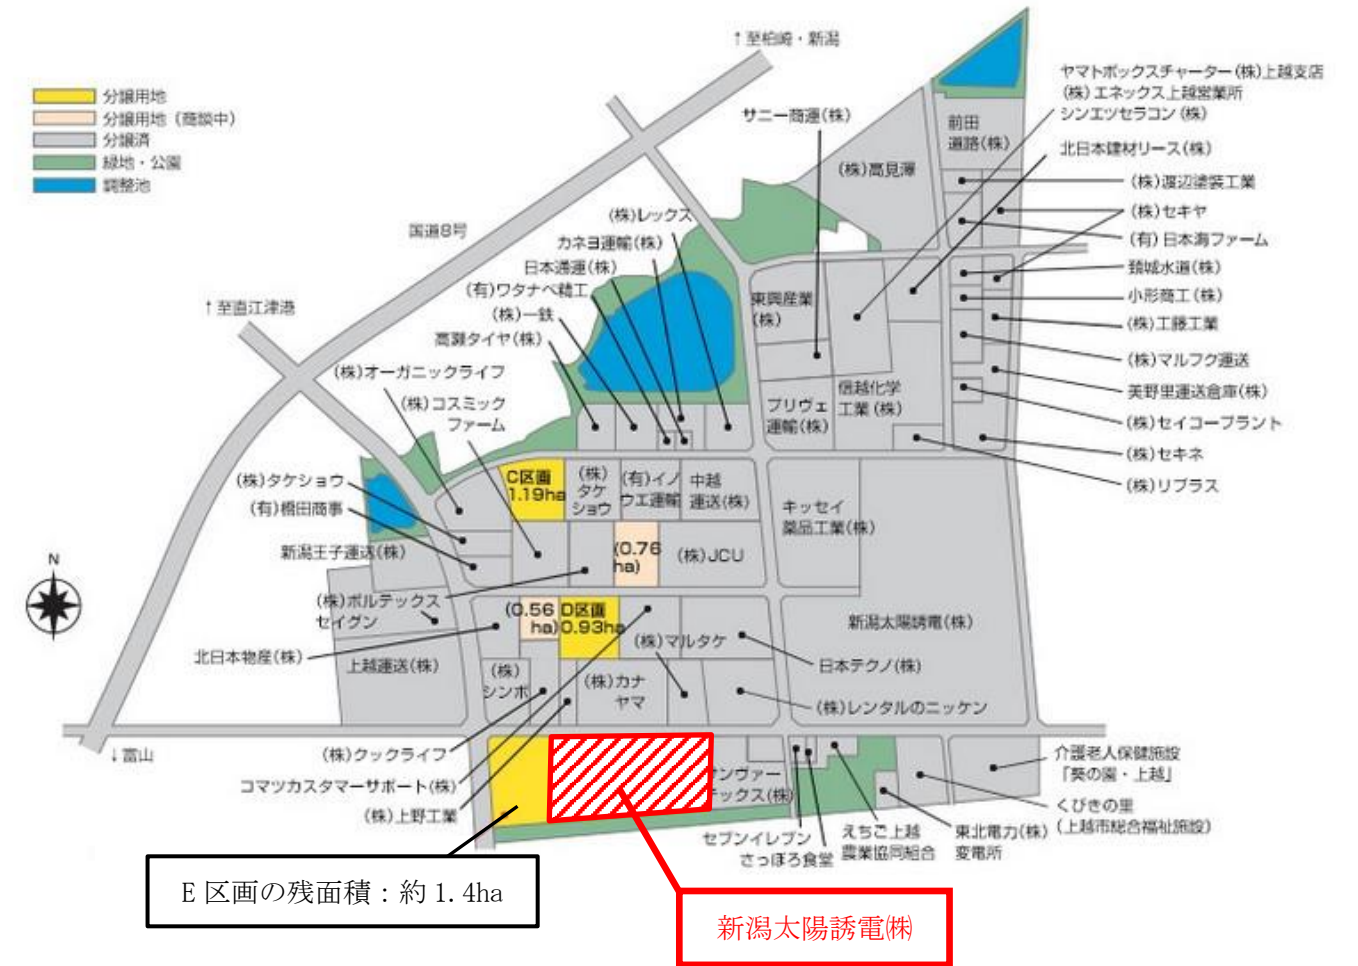 ↑至柏崎・新潟
分譲用地
分譲用地（商談中）
分譲済
緑地・公園
調整池
ヤマトボックスチャーター(株)上越支店
(株)エネックス上越営業所
シンエツセラコン(株)
サニー商運(株)
前田
道路(株)
北日本建材リース(株)
(株)高見澤
(株)渡辺塗装工業
(株)セキヤ
(有)日本海ファーム
国道8号
(株)レックス
カネヨ運輸(株)
日本通運(株)
(有)ワタナベ精工
(株)一鉄
高瀬タイヤ(株)
頚城水道(株)
小形商工(株)
(株)工藤工業
(株)マルフク運送
美野里運送倉庫(株)
(株)セイコープラント
(株)セキネ
(株)リプラス
↑至直江津港
東興産業
(株)
信越化学
工業(株)
プリヴェ
運輸(株)
(株)オーガニックライフ
(株)コスミック
ファーム
(株)タケショウ
(有)橋田商事
新潟王子運送(株)
C区画
1.19ha
(株)
タケ
ショウ
(有)イノ
ウエ運輸
中越
運送(株)
キッセイ
薬品工業(株)
(0.76
ha)
(株)JCU
N
(株)ボルテックス
セイグン
(0.56
ha)
D区画
0.93ha
(株)マルタケ
新潟太陽誘電(株)
北日本物産(株)
上越運送(株)
(株)
シンボ
(株)カナ
ヤマ
日本テクノ(株)
(株)レンタルのニッケン
↓富山
(株)クックライフ
コマツカスタマーサポート(株)
(株)上野工業
サンヴァー
テックス(株)
介護老人保健施設
「葵の園・上越」
くびきの里
(上越市総合福祉施設)
セブンイレブン
さっぽろ食堂
えちご上越
農業協同組合
東北電力(株)
変電所
E区画の残面積：約1.4ha
新潟太陽誘電㈱